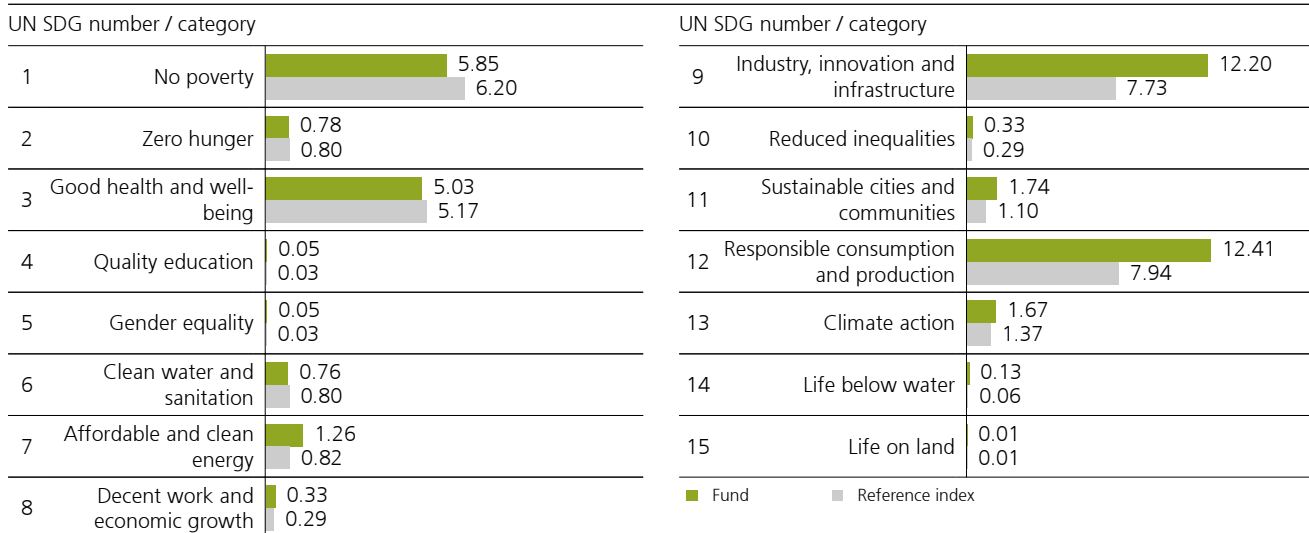 UN SDG number / category
1 No poverty 5.85
6.20
2 Zero hunger 0.78
0.80
3 Good health and well-
being 5.03
5.17
4 Quality education 0.05
0.03
5 Gender equality 0.05
0.03
6 Clean water and
sanitation 0.76
0.80
7 Affordable and clean
energy 1.26
0.82
8 Decent work and
economic growth 0.33
0.29
UN SDG number / category
9 Industry, innovation and
infrastructure 12.20
7.73
10 Reduced inequalities 0.33
0.29
11 Sustainable cities and
communities 1.74
1.10
12 Responsible consumption
and production 12.41
7.94
13 Climate action 1.67
1.37
14 Life below water 0.13
0.06
15 Life on land 0.01
0.01
Fund Reference index